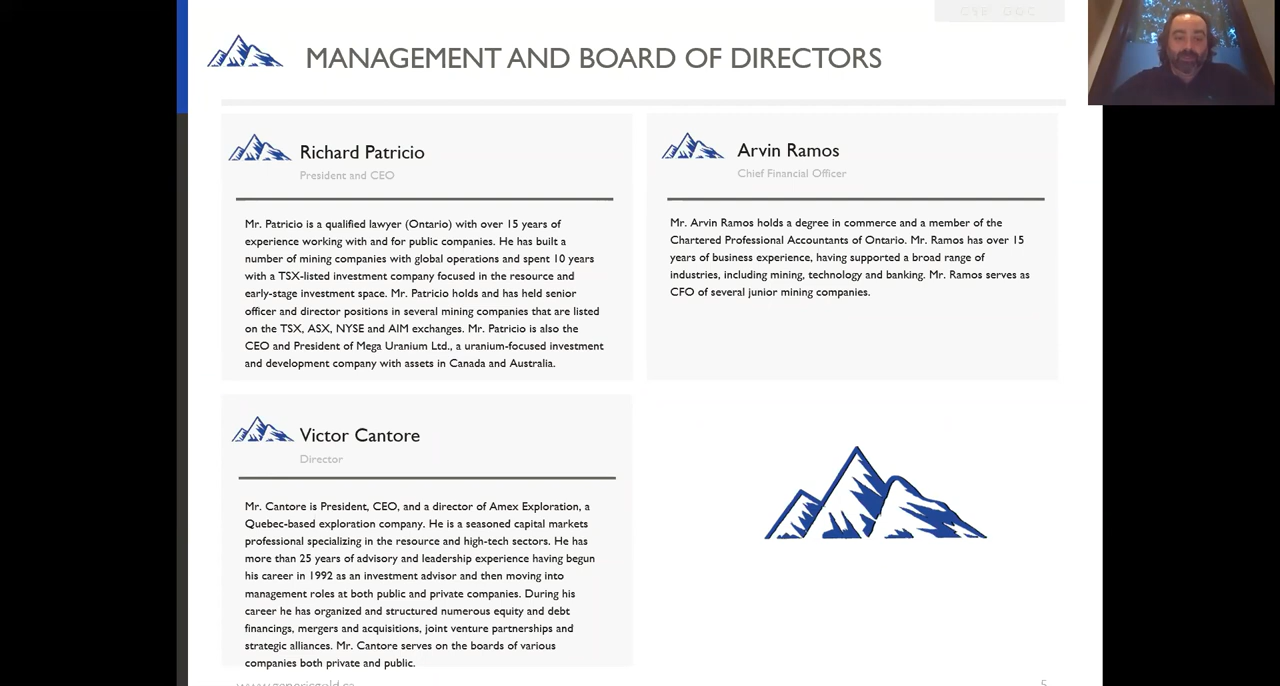 CSE: GGC
MANAGEMENT AND BOARD OF DIRECTORS
Richard Patricio
President and CEO
Mr. Patricio is a qualified lawyer (Ontario) with over 15 years of
experience working with and for public companies. He has built a
number of mining companies with global operations and spent 10 years
with a TSX-listed investment company focused in the resource and
early-stage investment space. Mr. Patricio holds and has held senior
officer and director positions in several mining companies that are listed
on the TSX, ASX, NYSE and AIM exchanges. Mr. Patricio is also the
CEO and President of Mega Uranium Ltd., a uranium-focused investment
and development company with assets in Canada and Australia.
Arvin Ramos
Chief Financial Officer
Mr. Arvin Ramos holds a degree in commerce and a member of the
Chartered Professional Accountants of Ontario. Mr. Ramos has over 15
years of business experience, having supported a broad range of
industries, including mining, technology and banking. Mr. Ramos serves as
CFO of several junior mining companies.
Victor Cantore
Director
Mr. Cantore is President, CEO, and a director of Amex Exploration, a
Quebec-based exploration company. He is a seasoned capital markets
professional specializing in the resource and high-tech sectors. He has
more than 25 years of advisory and leadership experience having begun
his career in 1992 as an investment advisor and then moving into
management roles at both public and private companies. During his
career he has organized and structured numerous equity and debt
financings, mergers and acquisitions, joint venture partnerships and
strategic alliances. Mr. Cantore serves on the boards of various
companies both private and public.
www.genericgold.ca
5